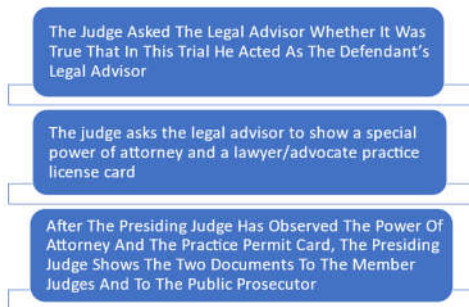 The Judge Asked The Legal Advisor Whether It Was
True That In This Trial He Acted As The Defendant's
Legal Advisor
The judge asks the legal advisor to show a special
power of attorney and a lawyer/advocate practice
license card
After The Presiding Judge Has Observed The Power Of
Attorney And The Practice Permit Card, The Presiding
Judge Shows The Two Documents To The Member
Judges And To The Public Prosecutor